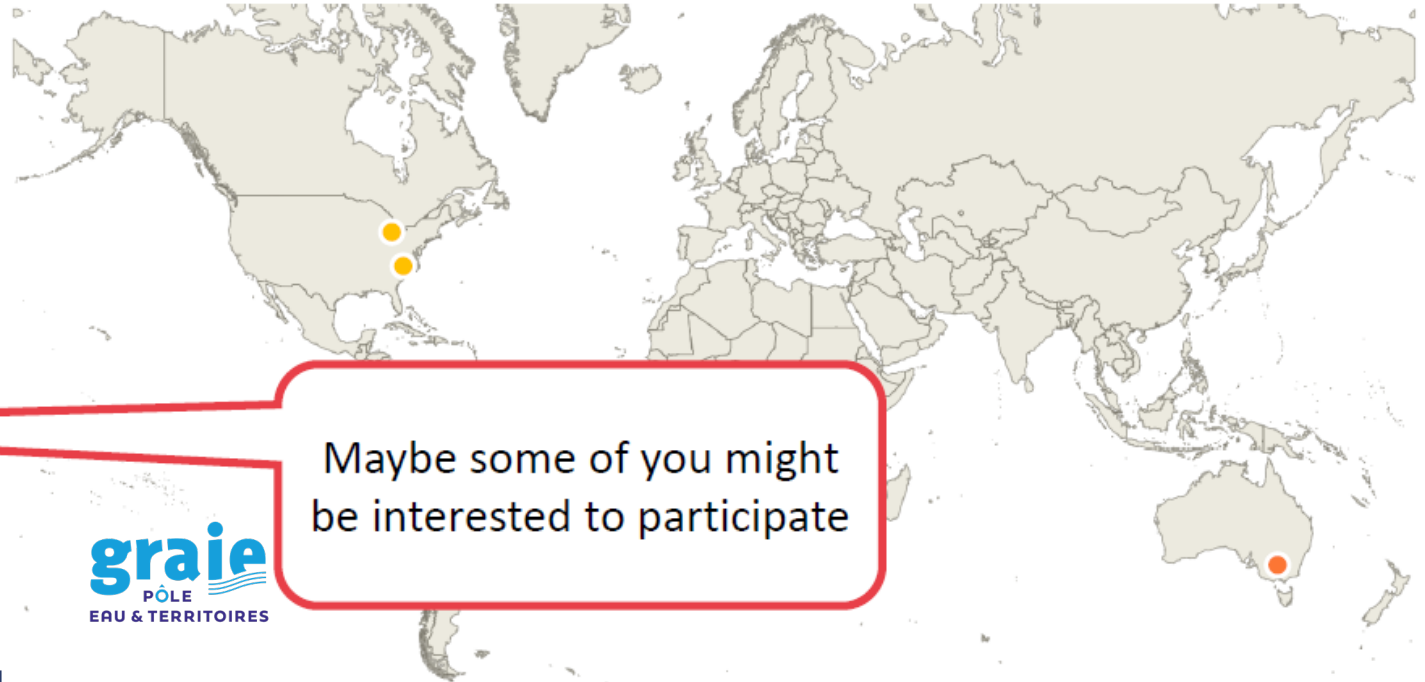 Maybe some of you might
be interested to participate
graie
PÔLE
EAU & TERRITOIRES